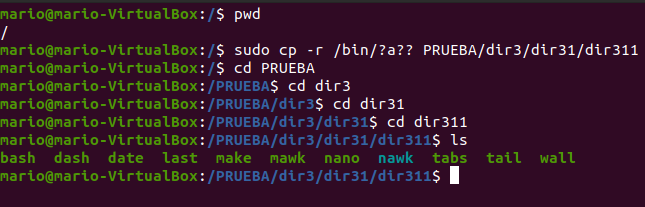 mario@mario-VirtualBox:/$ pwd
/
mario@mario-VirtualBox:/$ sudo cp -r /bin/?a?? PRUEBA/dir3/dir31/dir311
mario@mario-VirtualBox:/$ cd PRUEBA
mario@mario-VirtualBox:/PRUEBA$ cd dir3
mario@mario-VirtualBox:/PRUEBA/dir3$ cd dir31
mario@mario-VirtualBox:/PRUEBA/dir3/dir31$ cd dir311
mario@mario-VirtualBox:/PRUEBA/dir3/dir31/dir311$ ls
bash  dash  date  last  make  mawk  nano  nawk  tabs  tail  wall
mario@mario-VirtualBox:/PRUEBA/dir3/dir31/dir311$